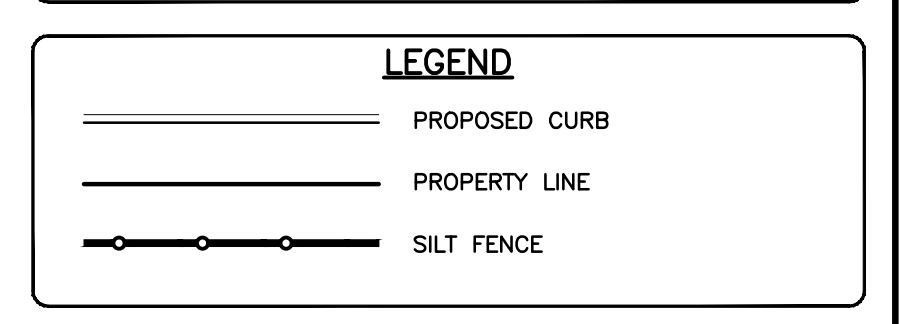 LEGEND
PROPOSED CURB
PROPERTY LINE
SILT FENCE